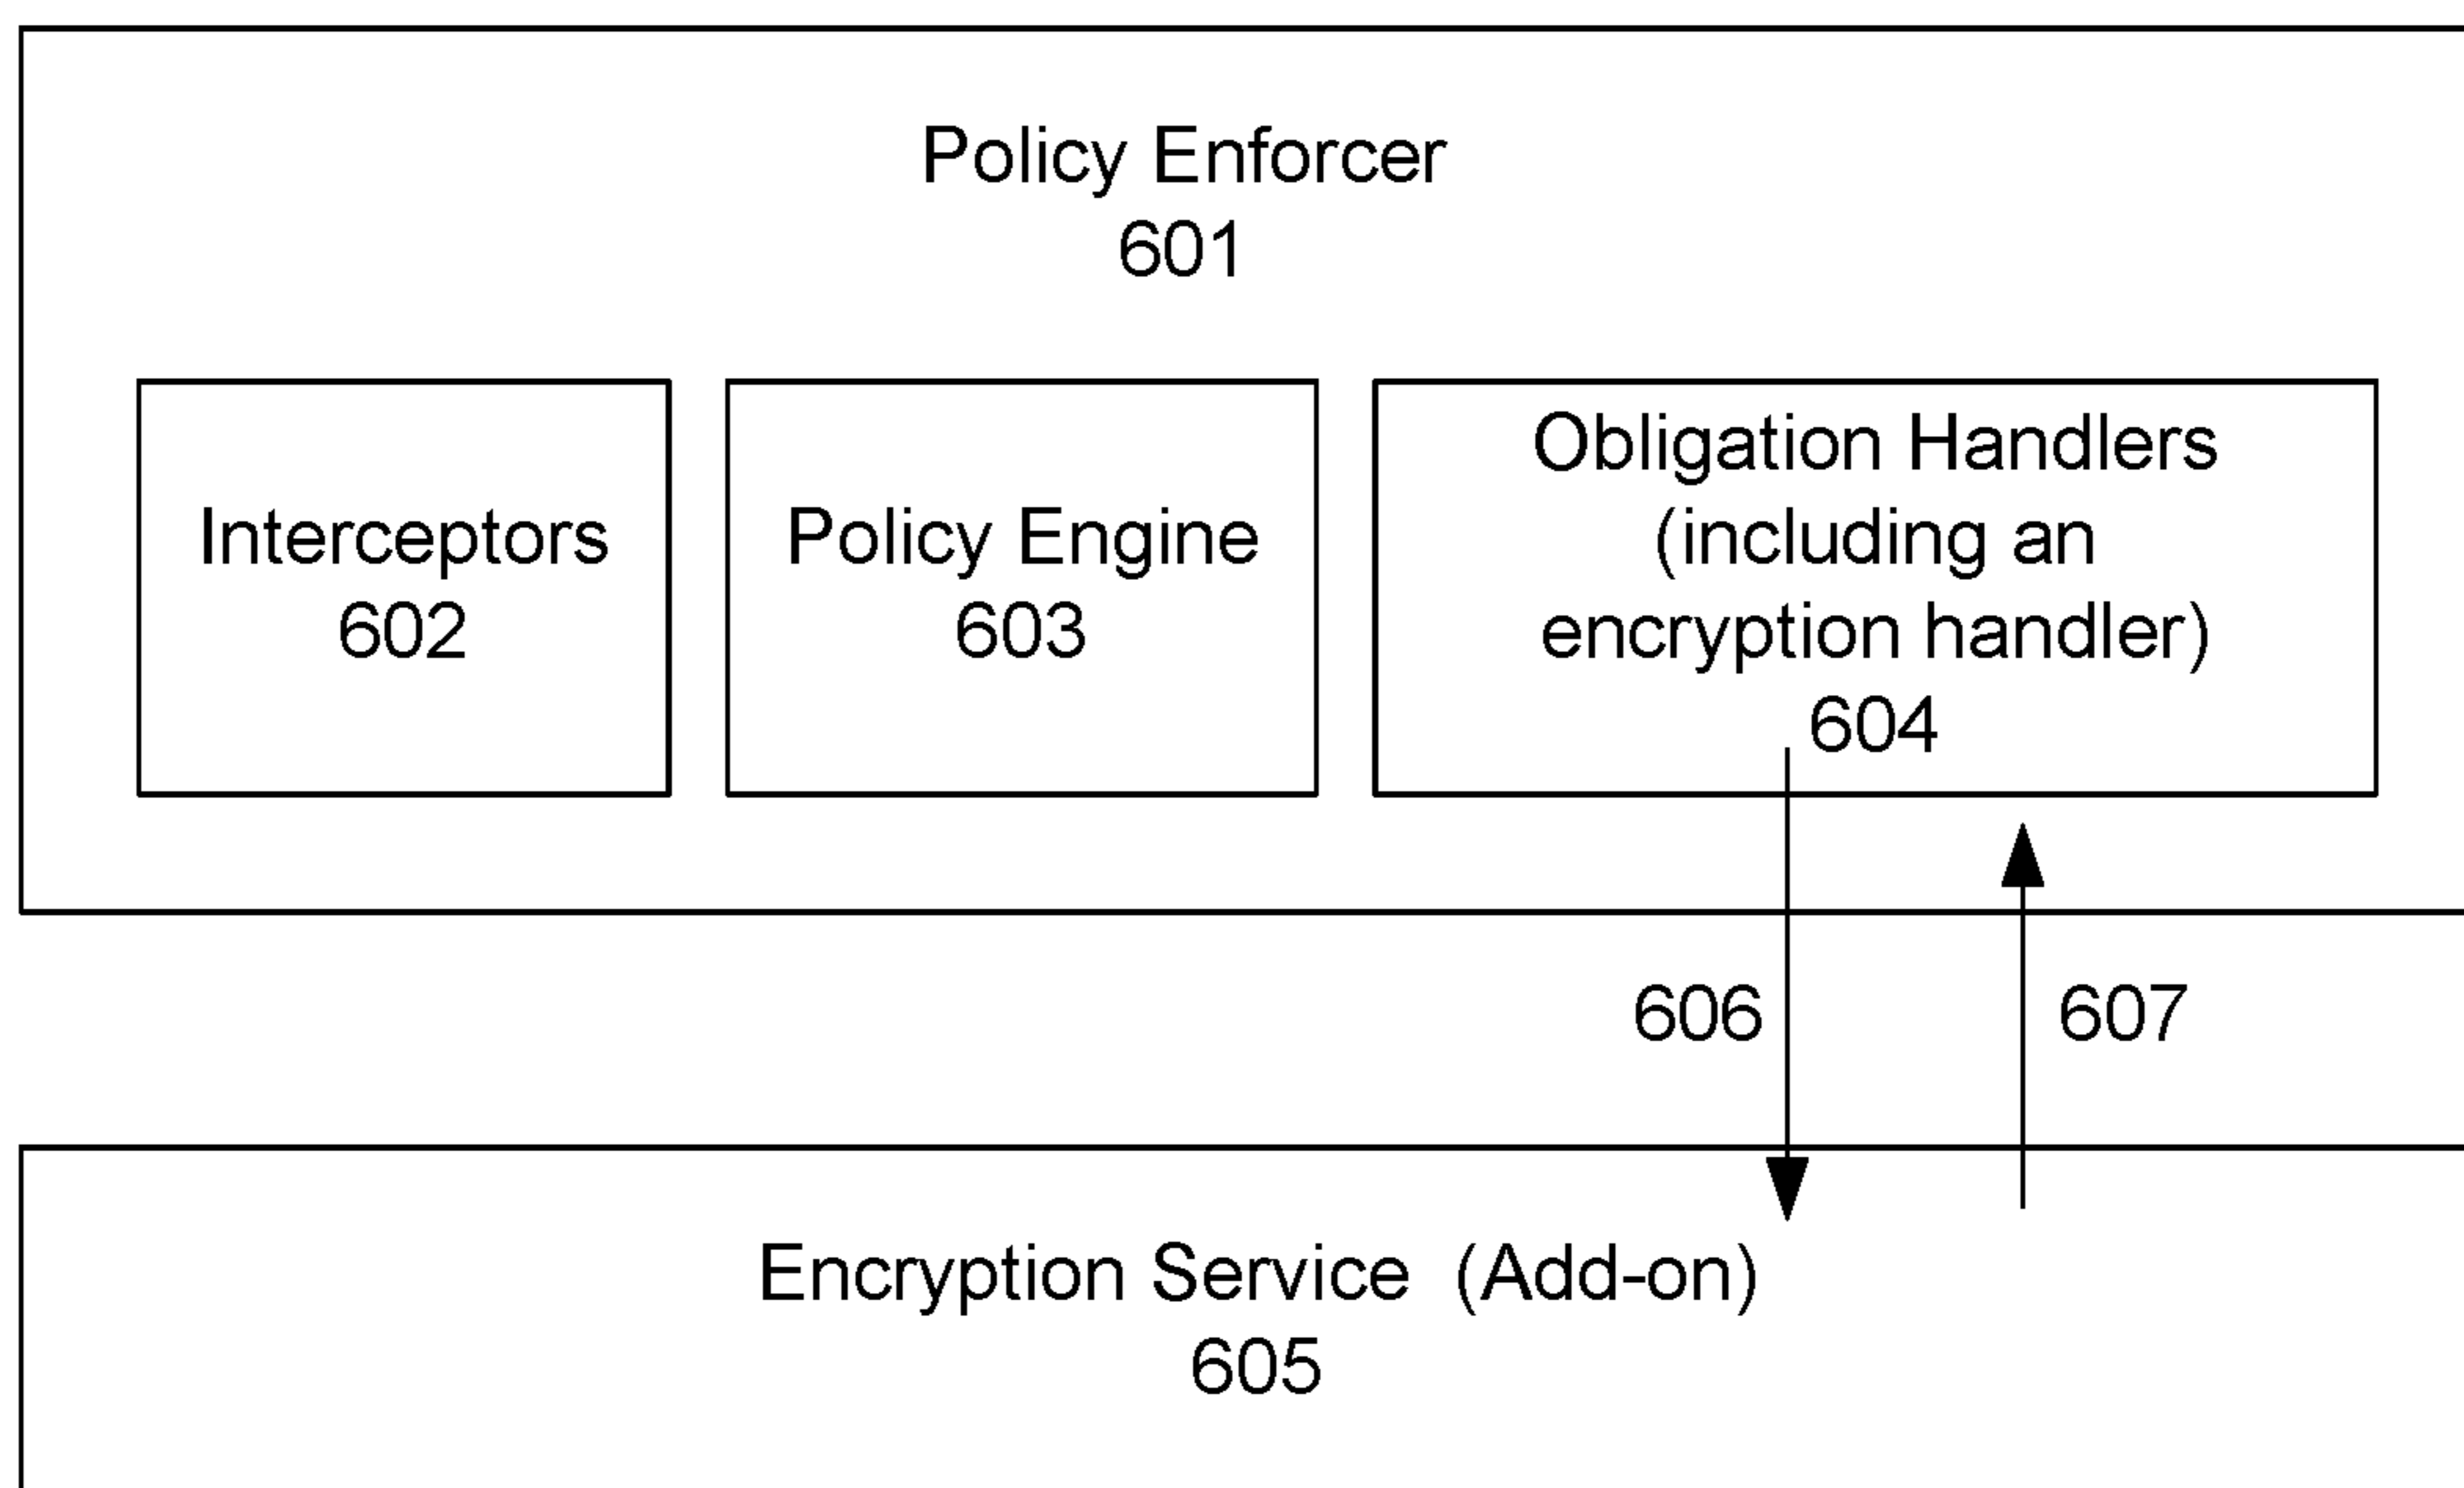 Policy Enforcer
601
Interceptors
602
Policy Engine
603
Obligation Handlers
(including an
encryption handler)
604
606
607
Encryption Service (Add-on)
605